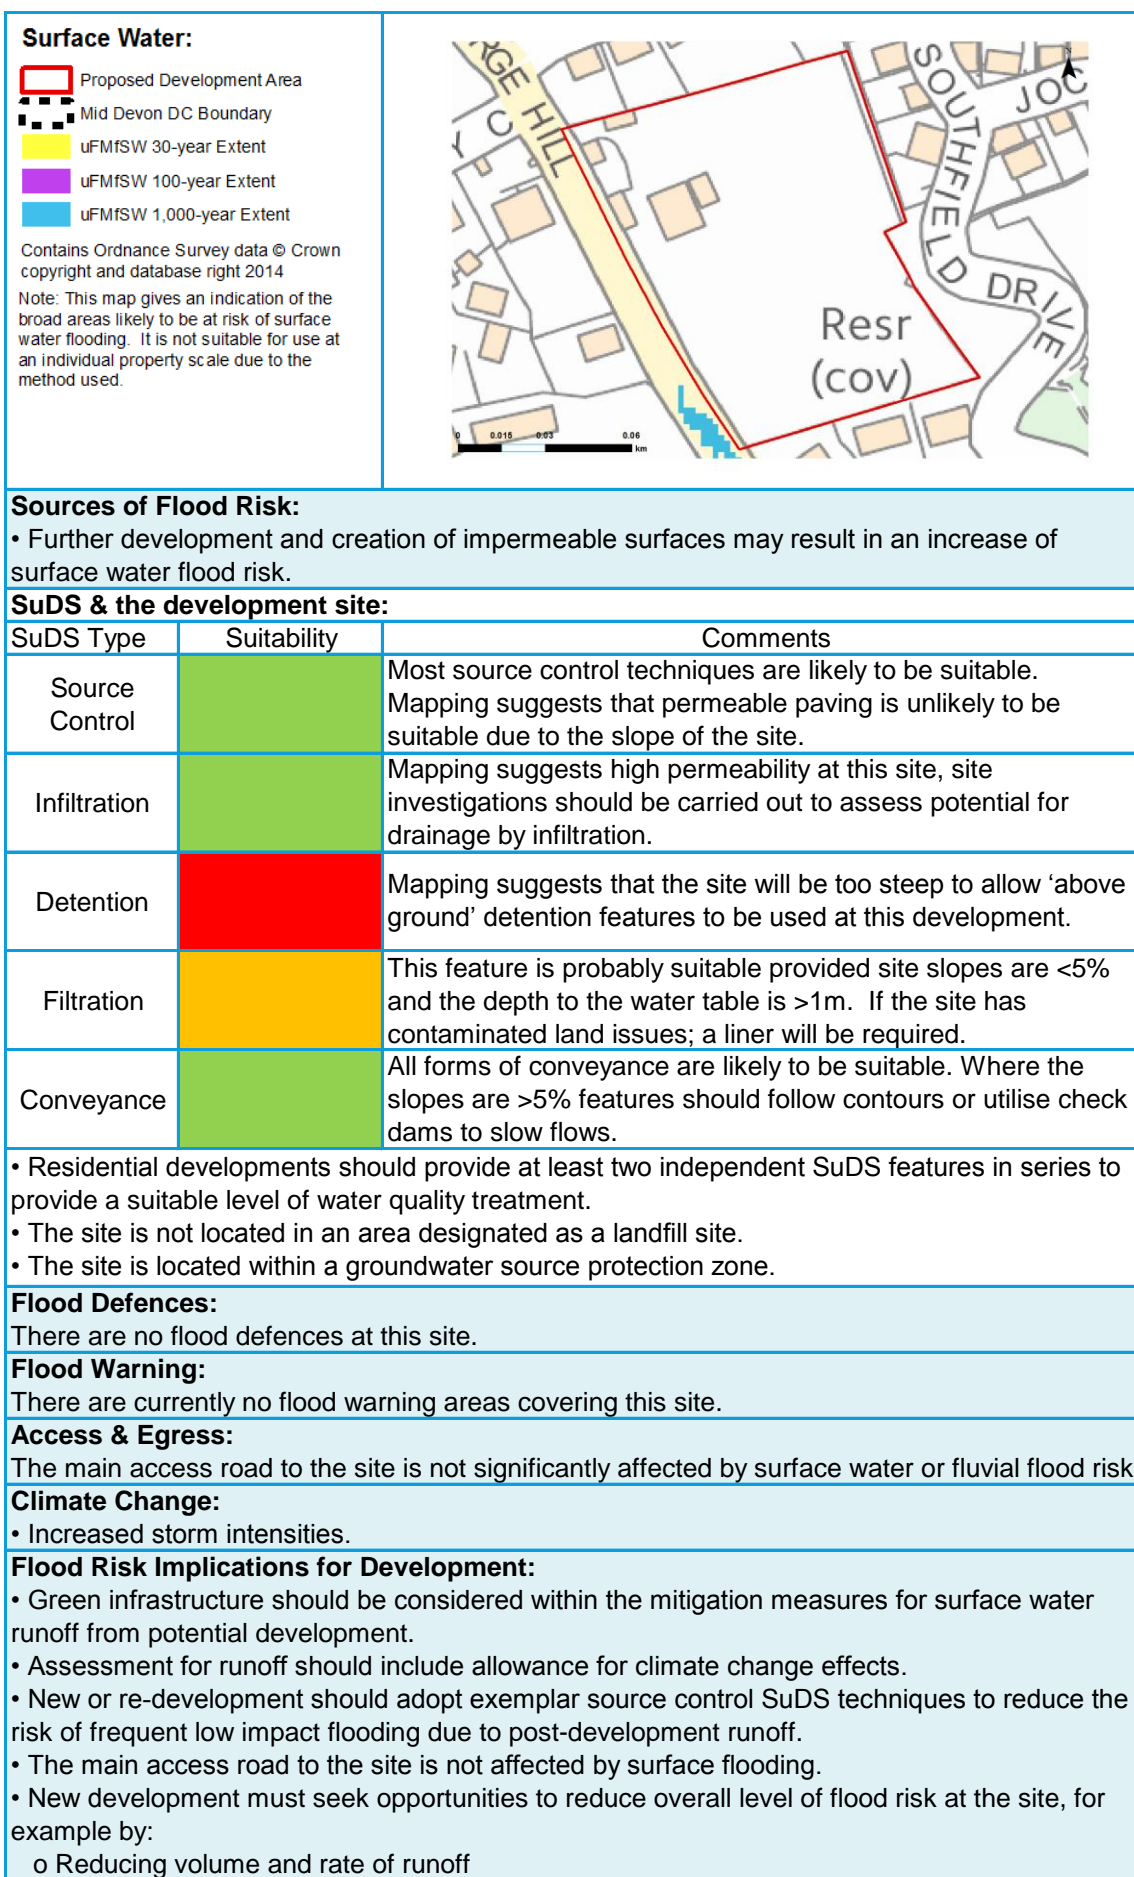 Surface Water:
Proposed Development Area
Mid Devon DC Boundary
uFMfSW 30-year Extent
uFMfSW 100-year Extent
uFMfSW 1,000-year Extent
Contains Ordnance Survey data © Crown
copyright and database right 2014
Note: This map gives an indication of the
broad areas likely to be at risk of surface
water flooding. It is not suitable for use at
an individual property scale due to the
method used.
RGE HILL
Y C
SOUTHFIELD DRIVE
JOC
N
Resr
(cov)
0 0.015 0.03 0.06
km
Sources of Flood Risk:
• Further development and creation of impermeable surfaces may result in an increase of
surface water flood risk.
SuDS & the development site:
SuDS Type Suitability Comments
Source
Control
Most source control techniques are likely to be suitable.
Mapping suggests that permeable paving is unlikely to be
suitable due to the slope of the site.
Infiltration
Mapping suggests high permeability at this site, site
investigations should be carried out to assess potential for
drainage by infiltration.
Detention
Mapping suggests that the site will be too steep to allow ‘above
ground’ detention features to be used at this development.
Filtration
This feature is probably suitable provided site slopes are <5%
and the depth to the water table is >1m. If the site has
contaminated land issues; a liner will be required.
Conveyance
All forms of conveyance are likely to be suitable. Where the
slopes are >5% features should follow contours or utilise check
dams to slow flows.
• Residential developments should provide at least two independent SuDS features in series to
provide a suitable level of water quality treatment.
• The site is not located in an area designated as a landfill site.
• The site is located within a groundwater source protection zone.
Flood Defences:
There are no flood defences at this site.
Flood Warning:
There are currently no flood warning areas covering this site.
Access & Egress:
The main access road to the site is not significantly affected by surface water or fluvial flood risk
Climate Change:
• Increased storm intensities.
Flood Risk Implications for Development:
• Green infrastructure should be considered within the mitigation measures for surface water
runoff from potential development.
• Assessment for runoff should include allowance for climate change effects.
• New or re-development should adopt exemplar source control SuDS techniques to reduce the
risk of frequent low impact flooding due to post-development runoff.
• The main access road to the site is not affected by surface flooding.
• New development must seek opportunities to reduce overall level of flood risk at the site, for
example by:
o Reducing volume and rate of runoff